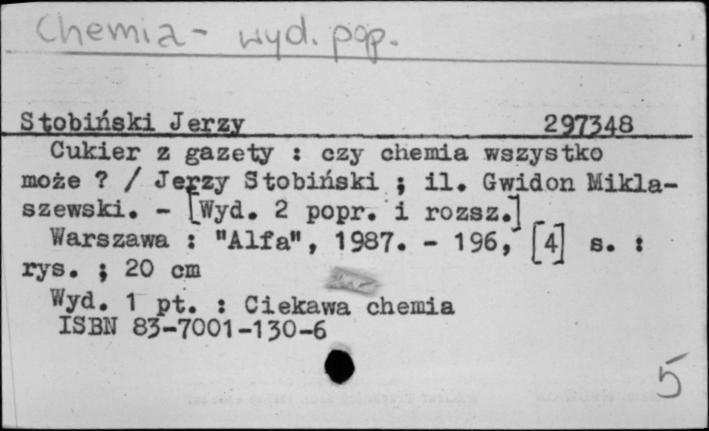 Chemia - wyd. pop.
Stobiński Jerzy 297348
Cukier z gazety : czy chemia wszystko
może ? / Jerzy Stobiński ; il. Gwidon Mikla-
szewski. - [Wyd. 2 popr. i rozsz.]
Warszawa : "Alfa", 1987. - 196, [4] s. :
rys. ; 20 cm
Wyd. 1 pt. : Ciekawa chemia
ISBN 83-7001-130-6
5